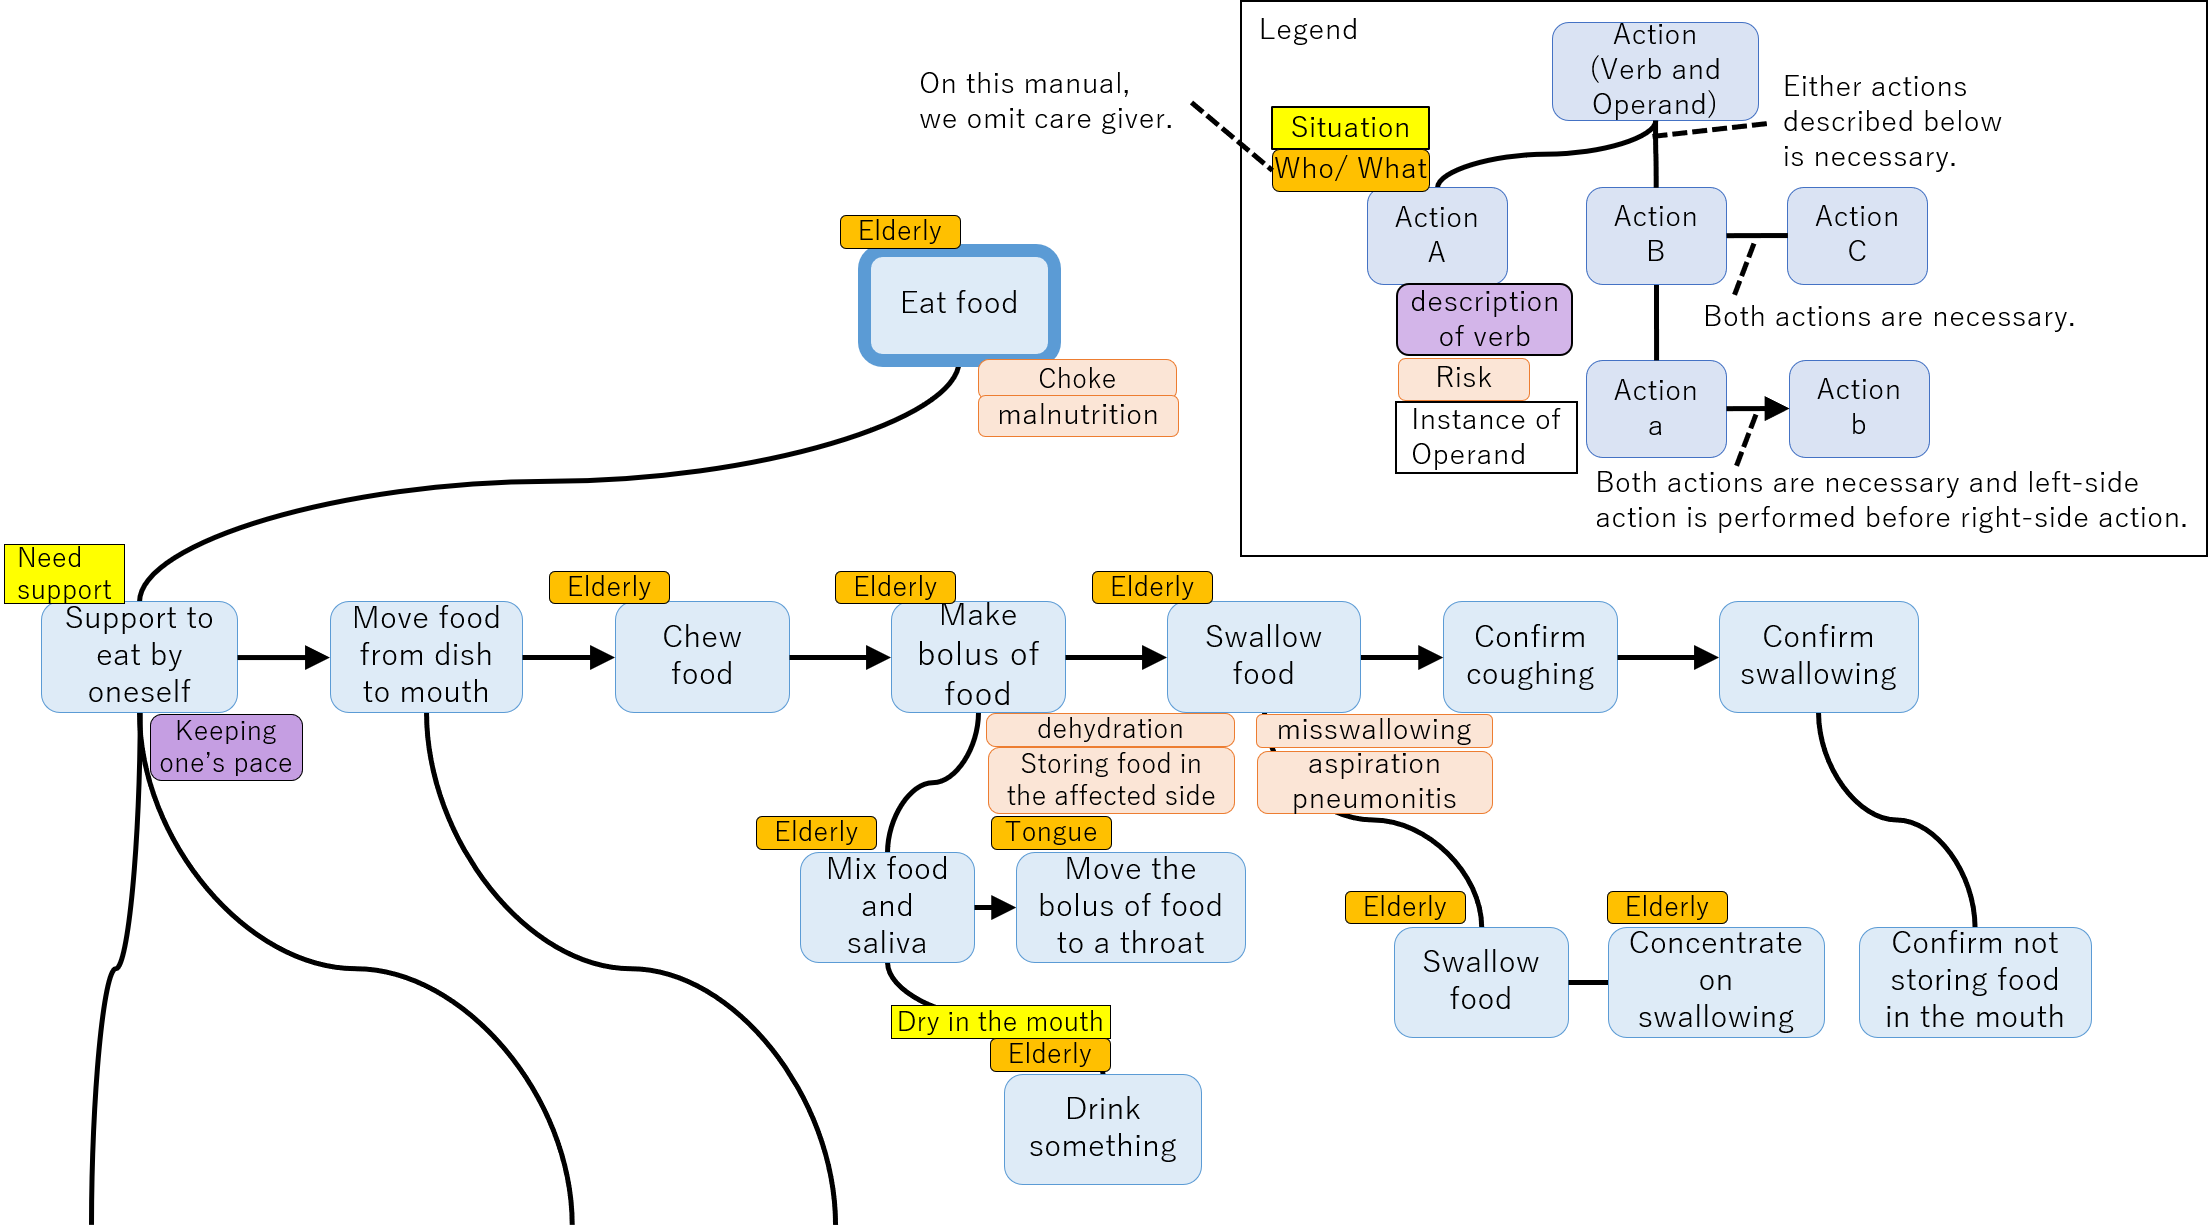 Legend
On this manual,
we omit care giver.
Situation
Who/ What
Action
(Verb and
Operand)
Either actions
described below
is necessary.
Action
A
Action
B
Action
C
description
of verb
Risk
Instance of
Operand
Both actions are necessary.
Action
a
Action
b
Both actions are necessary and left-side
action is performed before right-side action.
Elderly
Eat food
Choke
malnutrition
Need
support
Support to
eat by
oneself
Keeping
one’s pace
Move food
from dish
to mouth
Elderly
Chew
food
Elderly
Make
bolus of
food
dehydration
Storing food in
the affected side
Elderly
Swallow
food
misswallowing
aspiration
pneumonitis
Confirm
coughing
Confirm
swallowing
Elderly
Mix food
and
saliva
Tongue
Move the
bolus of food
to a throat
Dry in the mouth
Elderly
Drink
something
Elderly
Swallow
food
Elderly
Concentrate
on
swallowing
Confirm not
storing food
in the mouth